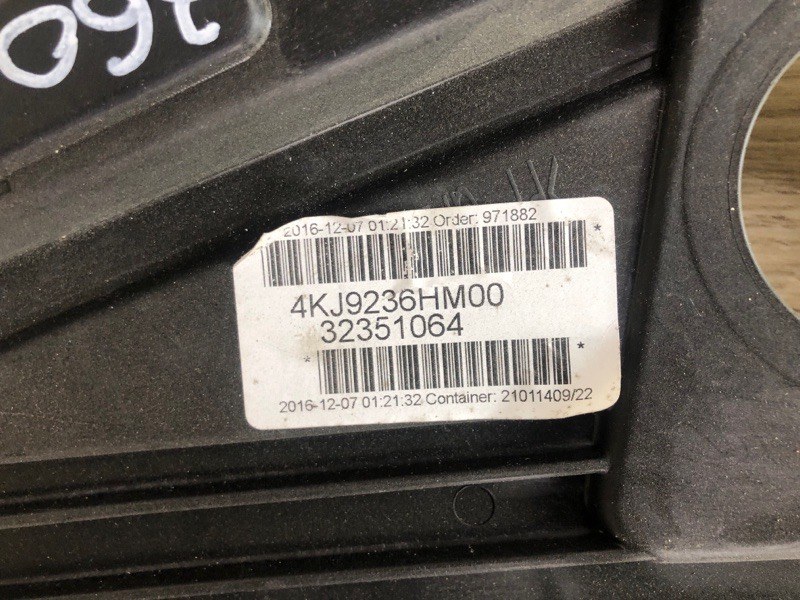 760
2016-12-07 01:21:32 Order: 971882
*
4KJ9236HM00
32351064
* *
2016-12-07 01:21:32 Container: 21011409/22